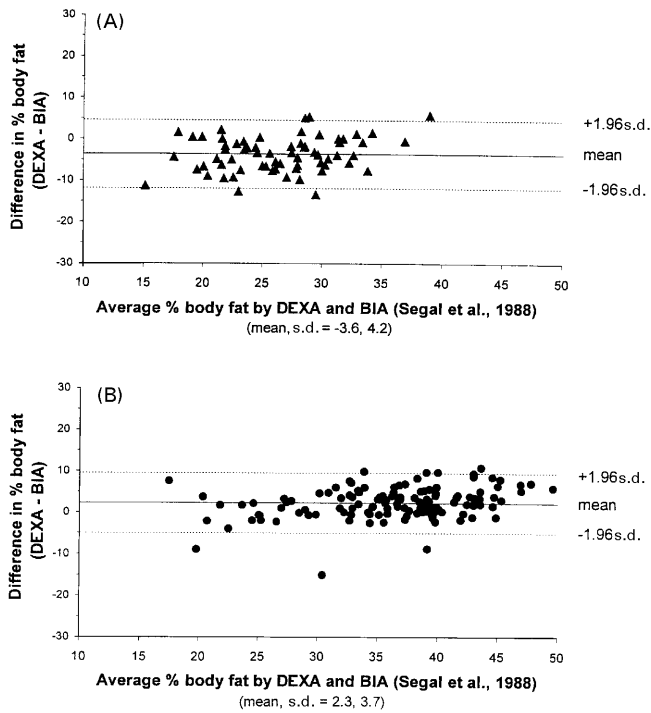 (A)
30
20
10
0
-10
-20
-30
Difference in % body fat
(DEXA - BIA)
+1.96s.d.
mean
-1.96s.d.
10 15 20 25 30 35 40 45 50
Average % body fat by DEXA and BIA (Segal et al., 1988)
(mean, s.d. = -3.6, 4.2)
(B)
30
20
10
0
-10
-20
-30
Difference in % body fat
(DEXA - BIA)
+1.96s.d.
mean
-1.96s.d.
10 15 20 25 30 35 40 45 50
Average % body fat by DEXA and BIA (Segal et al., 1988)
(mean, s.d. = 2.3, 3.7)